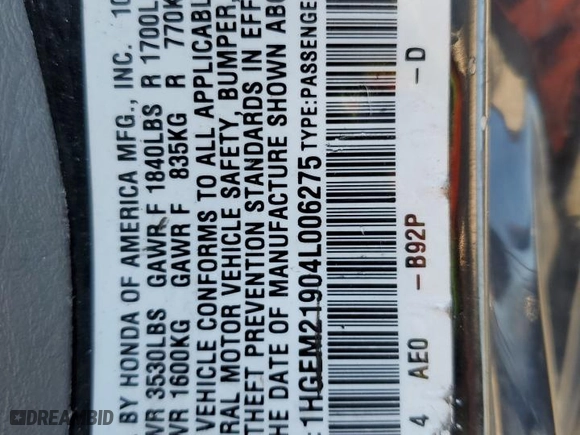 BY HONDA OF AMERICA MFG., INC. 10
VR 3530LBS GAWR F 1840LBS R 1700L
VR 1600KG GAWR F 835KG R 770K
VEHICLE CONFORMS TO ALL APPLICABL
RAL MOTOR VEHICLE SAFETY, BUMPER,
THEFT PREVENTION STANDARDS IN EFF
HE DATE OF MANUFACTURE SHOWN ABO
: 1HGEM21904L006275 TYPE:PASSENGE
4 AE0 -B92P -D
DREAMBID